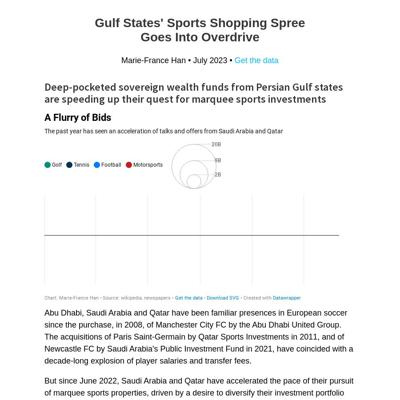 Gulf States' Sports Shopping Spree
Goes Into Overdrive
Marie-France Han • July 2023 • Get the data
Deep-pocketed sovereign wealth funds from Persian Gulf states
are speeding up their quest for marquee sports investments
A Flurry of Bids
The past year has seen an acceleration of talks and offers from Saudi Arabia and Qatar
Golf Tennis Football Motorsports
20B
8B
2B
Chart: Marie-France Han • Source: wikipedia, newspapers • Get the data • Download SVG • Created with Datawrapper
Abu Dhabi, Saudi Arabia and Qatar have been familiar presences in European soccer
since the purchase, in 2008, of Manchester City FC by the Abu Dhabi United Group.
The acquisitions of Paris Saint-Germain by Qatar Sports Investments in 2011, and of
Newcastle FC by Saudi Arabia's Public Investment Fund in 2021, have coincided with a
decade-long explosion of player salaries and transfer fees.
But since June 2022, Saudi Arabia and Qatar have accelerated the pace of their pursuit
of marquee sports properties, driven by a desire to diversify their investment portfolio